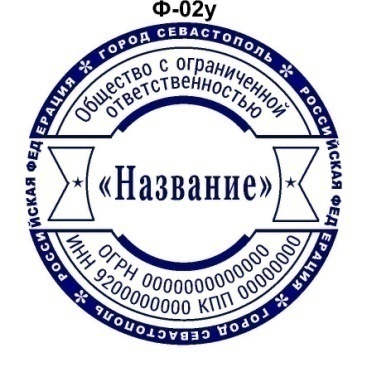 Ф-02у
РОССИЙСКАЯ ФЕДЕРАЦИЯ * ГОРОД СЕВАСТОПОЛЬ * РОССИЙСКАЯ ФЕДЕРАЦИЯ * ГОРОД СЕВАСТОПОЛЬ *
Общество с ограниченной
ответственностью
«Название»
ОГРН 0000000000000
ИНН 9200000000 КПП 00000000